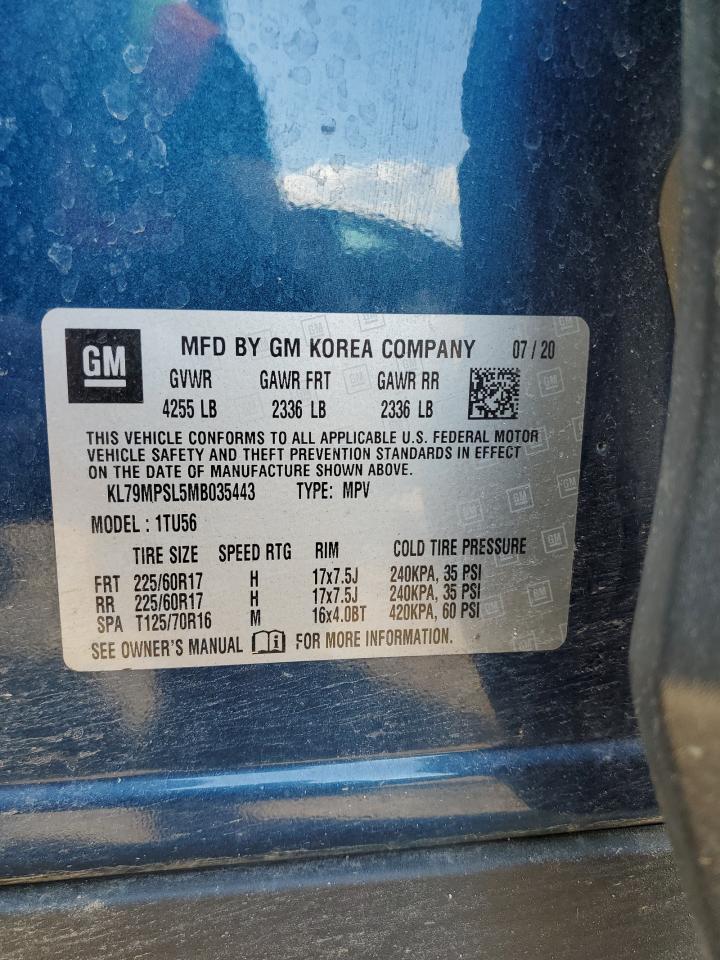 GM MFD BY GM KOREA COMPANY 07 / 20
GVWR GAWR FRT GAWR RR
4255 LB 2336 LB 2336 LB
THIS VEHICLE CONFORMS TO ALL APPLICABLE U.S. FEDERAL MOTOR
VEHICLE SAFETY AND THEFT PREVENTION STANDARDS IN EFFECT
ON THE DATE OF MANUFACTURE SHOWN ABOVE.
KL79MPSL5MB035443 TYPE: MPV
MODEL : 1TU56
TIRE SIZE SPEED RTG RIM COLD TIRE PRESSURE
FRT 225/60R17 H 17x7.5J 240KPA, 35 PSI
RR 225/60R17 H 17x7.5J 240KPA, 35 PSI
SPA T125/70R16 M 16x4.0BT 420KPA, 60 PSI
SEE OWNER'S MANUAL FOR MORE INFORMATION.